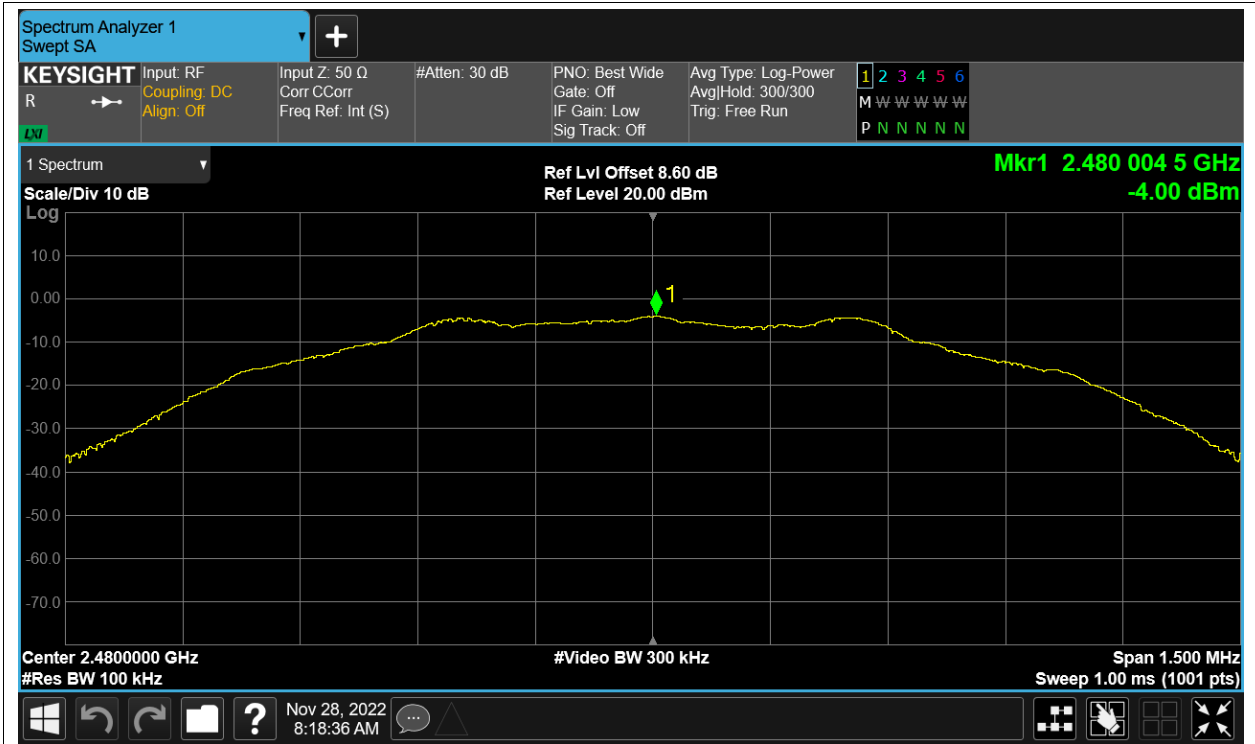 Spectrum Analyzer 1
Swept SA
KEYSIGHT
R
LXI
Input: RF
Coupling: DC
Align: Off
Input Z: 50 Ω
Corr CCorr
Freq Ref: Int (S)
#Atten: 30 dB
PNO: Best Wide
Gate: Off
IF Gain: Low
Sig Track: Off
Avg Type: Log-Power
Avg|Hold: 300/300
Trig: Free Run
1 2 3 4 5 6
M W W W W W W
P N N N N N N
1 Spectrum
Scale/Div 10 dB
Log
Ref Lvl Offset 8.60 dB
Ref Level 20.00 dBm
Mkr1 2.480 004 5 GHz
-4.00 dBm
10.0
0.00
1
-10.0
-20.0
-30.0
-40.0
-50.0
-60.0
-70.0
Center 2.4800000 GHz
#Res BW 100 kHz
#Video BW 300 kHz
Span 1.500 MHz
Sweep 1.00 ms (1001 pts)
?
Nov 28, 2022
8:18:36 AM